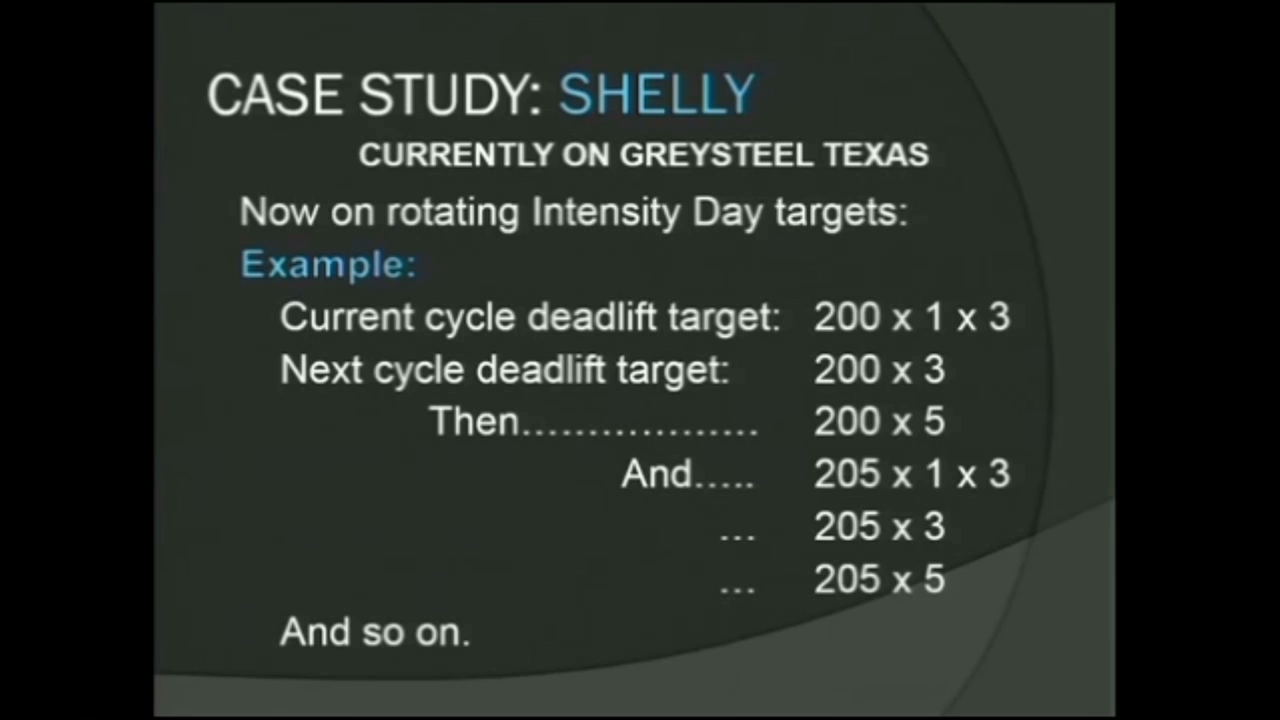 CASE STUDY: SHELLY
CURRENTLY ON GREYSTEEL TEXAS
Now on rotating Intensity Day targets:
Example:
Current cycle deadlift target: 200 x 1 x 3
Next cycle deadlift target: 200 x 3
Then.................. 200 x 5
And..... 205 x 1 x 3
... 205 x 3
... 205 x 5
And so on.